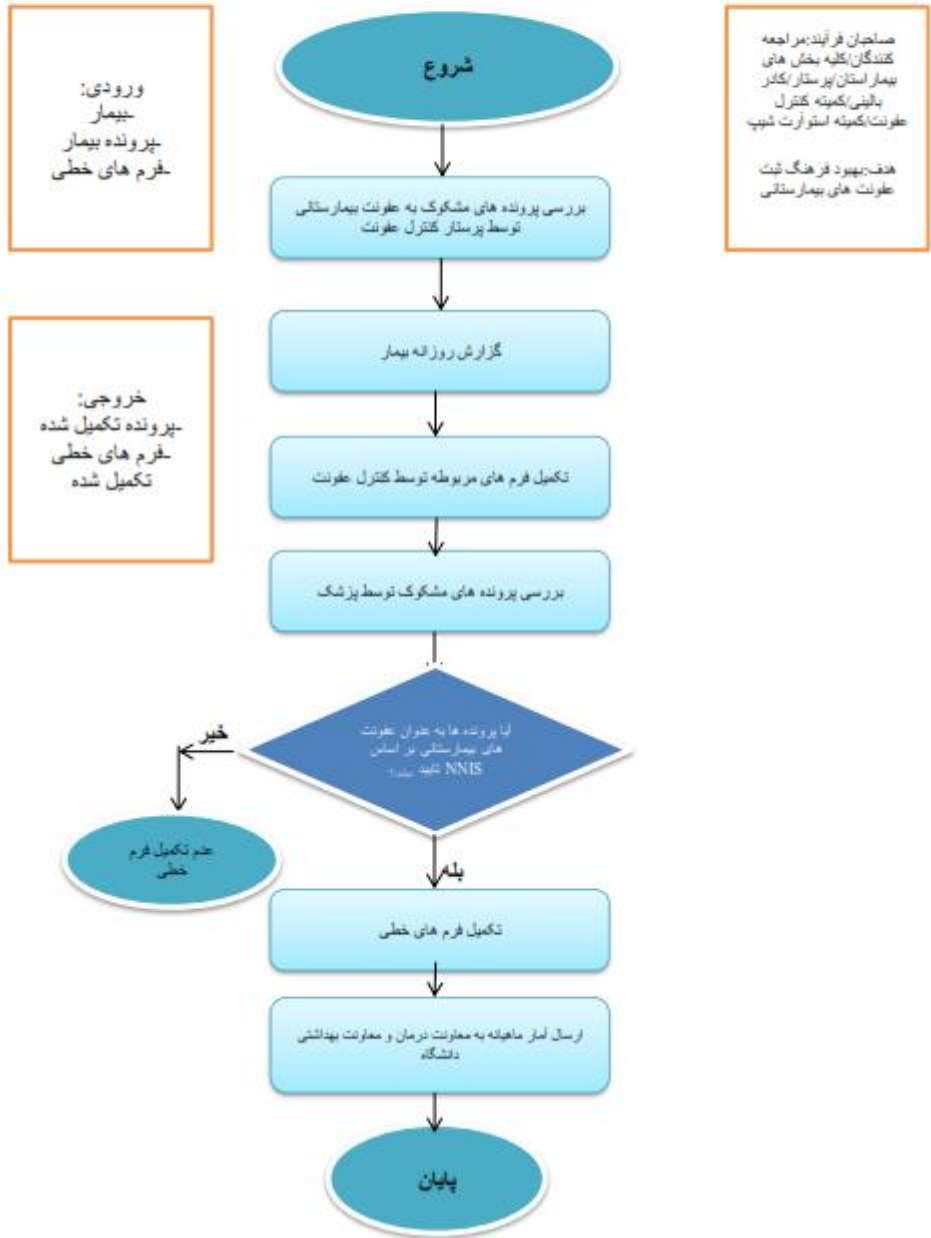 شروع
صاحبان فرآیند:مراجعه
کنندگان/کلیه بخش های
بیمارستان/پرستار/کادر
بالینی/کمیته کنترل
عفونت/کمیته استوآرت شیپ
هدف:بهبود فرهنگ ثبت
عفونت های بیمارستانی
ورودی:
-بیمار
-پرونده بیمار
-فرم های خطی
بررسی پرونده های مشکوک به عفونت بیمارستانی
توسط پرستار کنترل عفونت
گزارش روزانه بیمار
خروجی:
-پرونده تکمیل شده
-فرم های خطی
تکمیل شده
تکمیل فرم های مربوطه توسط کنترل عفونت
بررسی پرونده های مشکوک توسط پزشک
آیا پرونده ها به عنوان عفونت
های بیمارستانی بر اساس
NNIS تایید
خیر
عدم تکمیل فرم
خطی
بله
تکمیل فرم های خطی
ارسال آمار ماهیانه به معاونت درمان و معاونت بهداشتی
دانشگاه
پایان